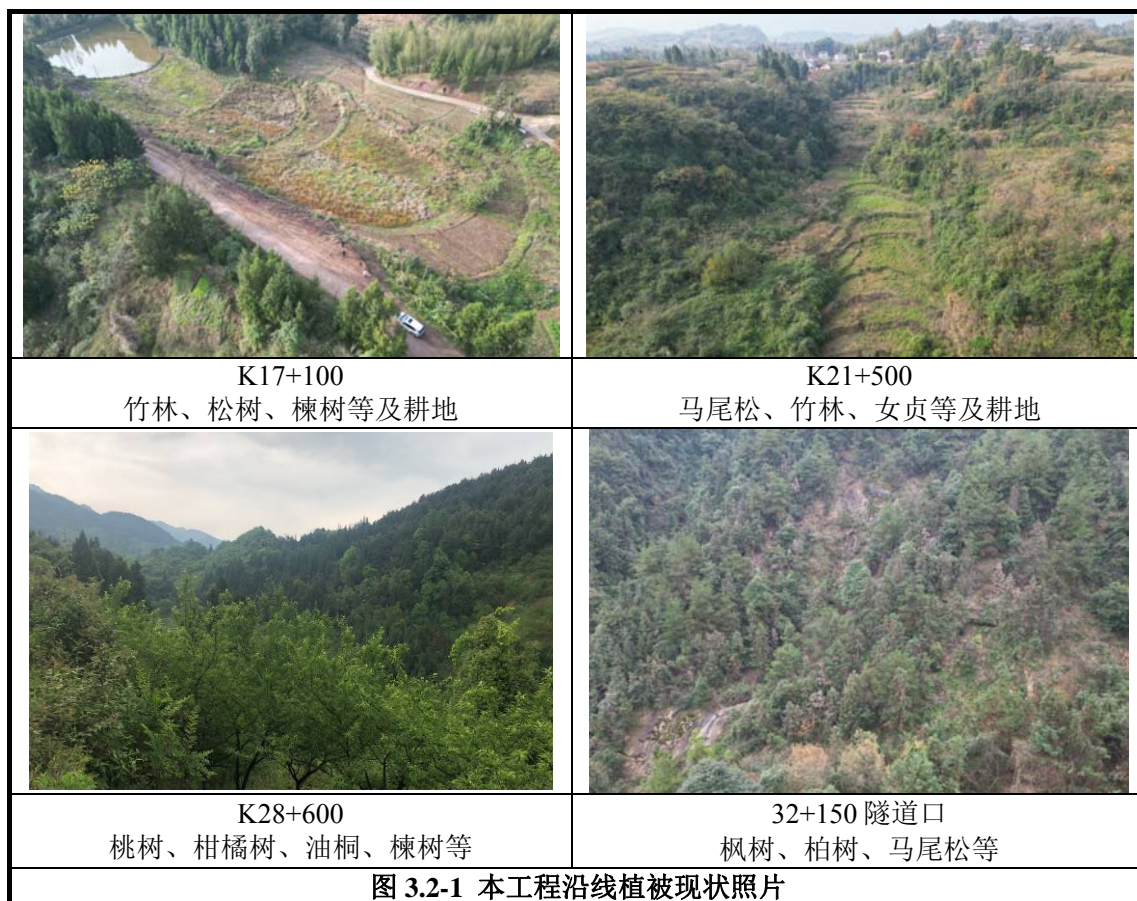 K17+100
竹林、松树、楝树等及耕地
K21+500
马尾松、竹林、女贞等及耕地
K28+600
桃树、柑橘树、油桐、楝树等
32+150 隧道口
枫树、柏树、马尾松等
图 3.2-1 本工程沿线植被现状照片